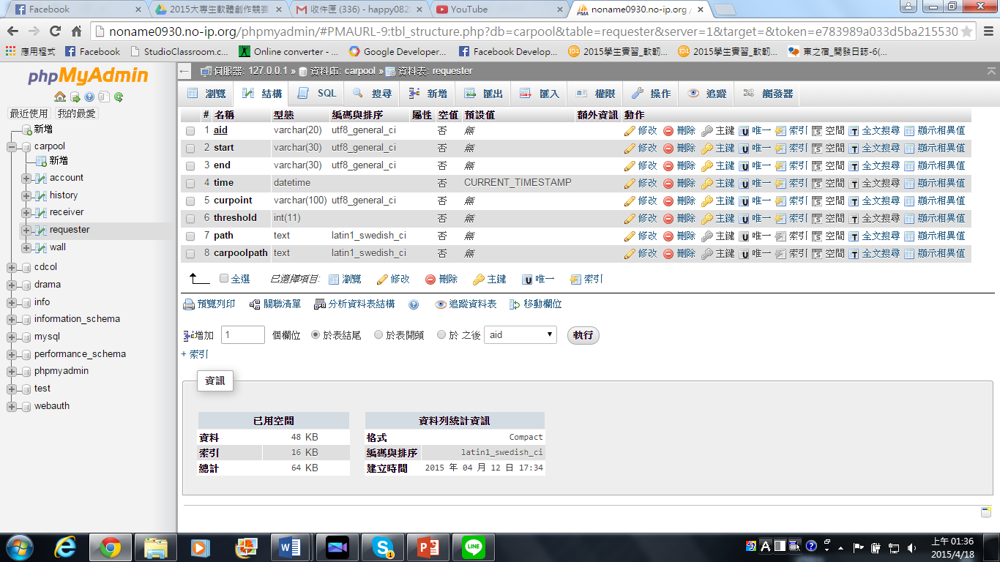 Facebook
2015大專生軟體創作競賽
收件匣 (336) - happy082
YouTube
noname0930.no-ip.org /
noname0930.no-ip.org/phpmyadmin/#PMAURL-9:tbl_structure.php?db=carpool&table=requester&server=1&target=&token=e783989a033d5ba215530
應用程式 Facebook StudioClassroom.c... Online converter - ... Google Developer... Facebook Develop... 2015學生實習_軟韌... 2015學生實習_軟韌... 東之宿_開發日誌-6(...
phpMyAdmin
最近使用 我的最愛
新增
carpool
新增
account
history
receiver
requester
wall
cdcol
drama
info
information_schema
mysql
performance_schema
phpmyadmin
test
webauth
伺服器: 127.0.0.1 » 資料庫: carpool » 資料表: requester
瀏覽 結構 SQL 搜尋 新增 匯出 匯入 權限 操作 追蹤 觸發器
# 名稱 型態 編碼與排序 屬性 空值 預設值 額外資訊 動作
1 aid varchar(20) utf8_general_ci 否 無 修改 刪除 主鍵 唯一 索引 空間 全文搜尋 顯示相異值
2 start varchar(30) utf8_general_ci 否 無 修改 刪除 主鍵 唯一 索引 空間 全文搜尋 顯示相異值
3 end varchar(30) utf8_general_ci 否 無 修改 刪除 主鍵 唯一 索引 空間 全文搜尋 顯示相異值
4 time datetime 否 CURRENT_TIMESTAMP 修改 刪除 主鍵 唯一 索引 空間 全文搜尋 顯示相異值
5 curpoint varchar(100) utf8_general_ci 否 無 修改 刪除 主鍵 唯一 索引 空間 全文搜尋 顯示相異值
6 threshold int(11) 否 無 修改 刪除 主鍵 唯一 索引 空間 全文搜尋 顯示相異值
7 path text latin1_swedish_ci 否 無 修改 刪除 主鍵 唯一 索引 空間 全文搜尋 顯示相異值
8 carpoolpath text latin1_swedish_ci 否 無 修改 刪除 主鍵 唯一 索引 空間 全文搜尋 顯示相異值
全選 已選擇項目: 瀏覽 修改 刪除 主鍵 唯一 索引
預覽列印 關聯清單 分析資料表結構 追蹤資料表 移動欄位
增加 1 個欄位 於表結尾 於表開頭 於 之後 aid 執行
+ 索引
資訊
已用空間
資料 48 KB
索引 16 KB
總計 64 KB
資料列統計資訊
格式 Compact
編碼與排序 latin1_swedish_ci
建立時間 2015 年 04 月 12 日 17:34
上午 01:36
2015/4/18